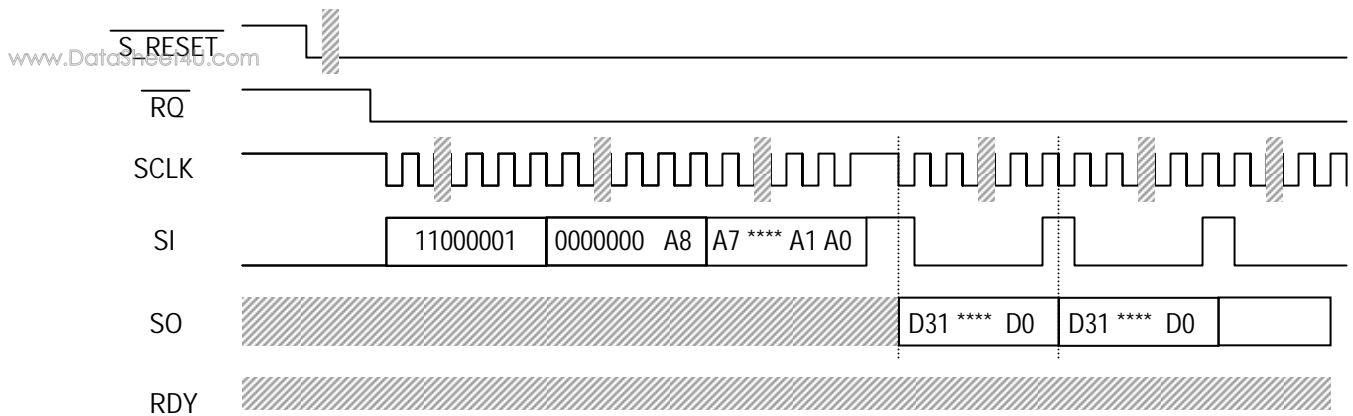 S_RESET
www.DataSheet4U.com
RQ
SCLK
SI 11000001 0000000 A8 A7 **** A1 A0
SO D31 **** D0 D31 **** D0
RDY